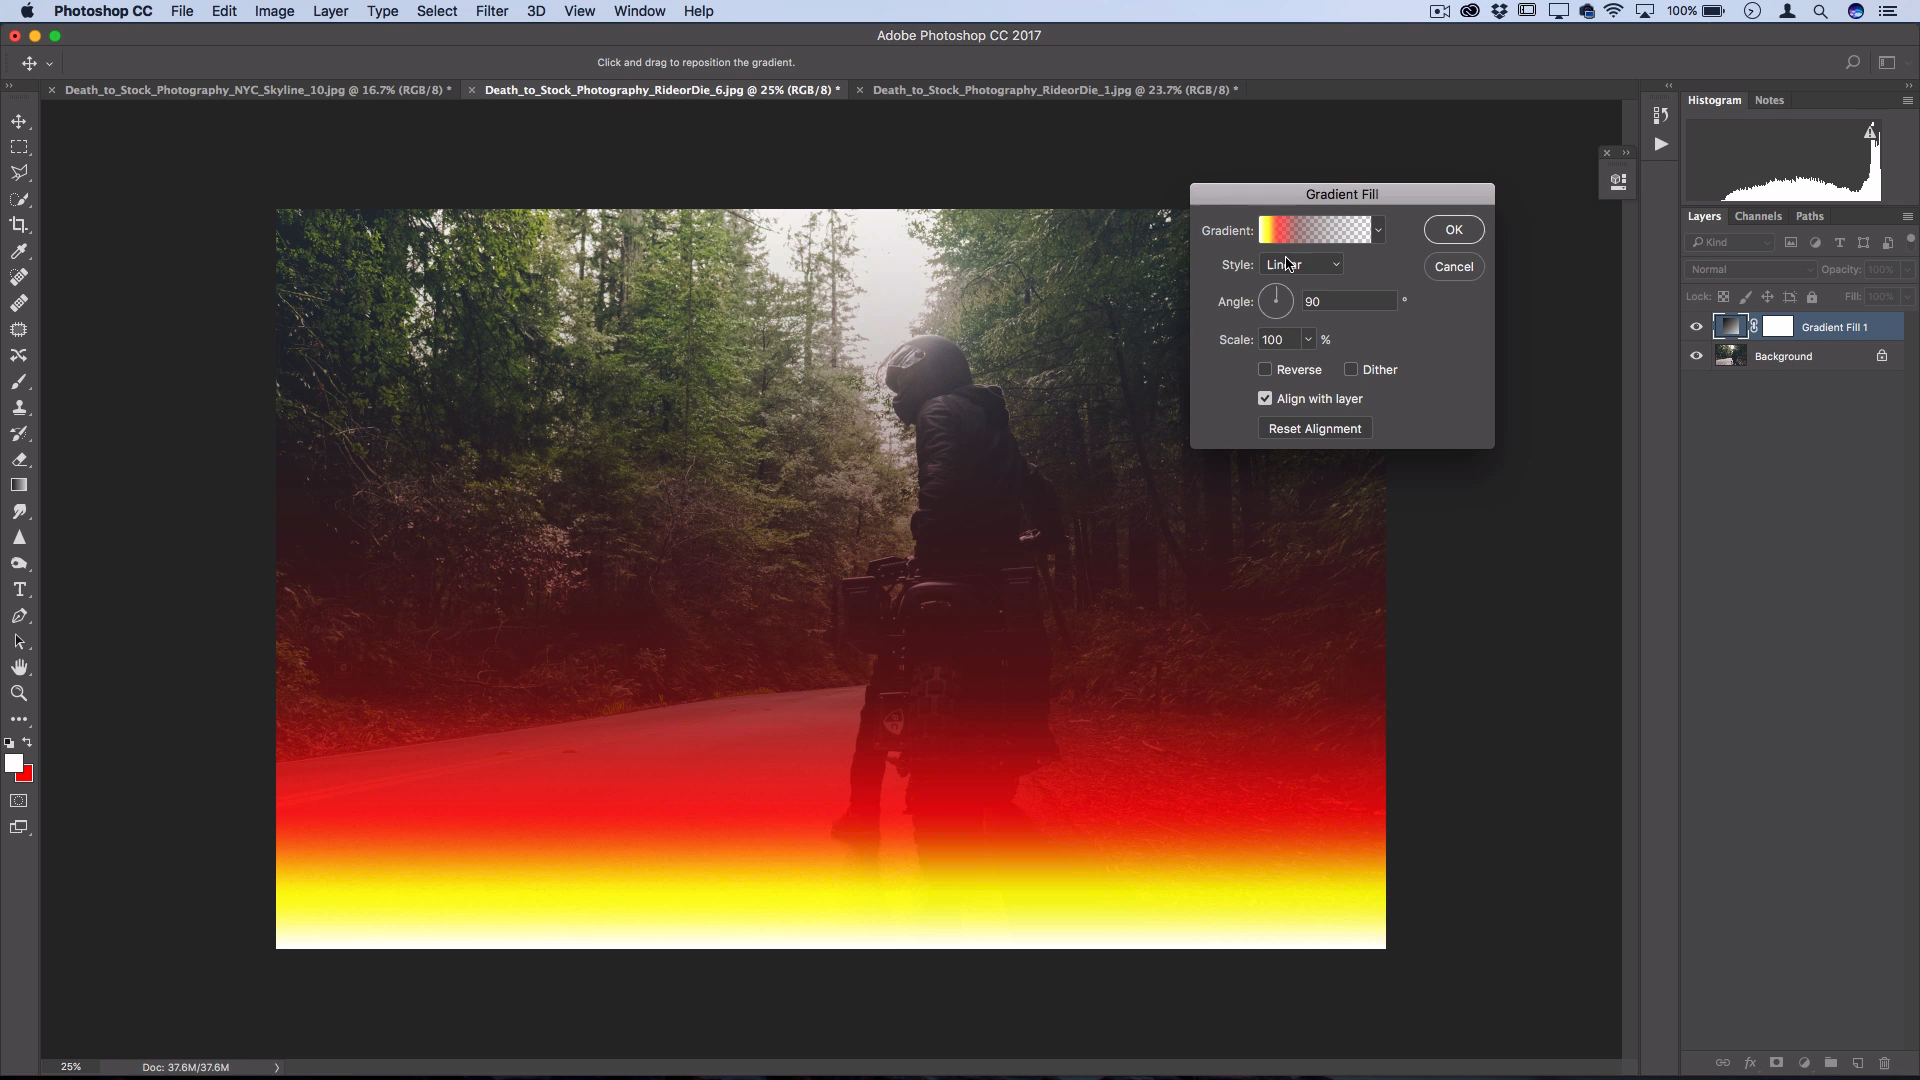 Photoshop CC File Edit Image Layer Type Select Filter 3D View Window Help 100%
Adobe Photoshop CC 2017
Click and drag to reposition the gradient.
Death_to_Stock_Photography_NYC_Skyline_10.jpg @ 16.7% (RGB/8) * Death_to_Stock_Photography_RideorDie_6.jpg @ 25% (RGB/8) * Death_to_Stock_Photography_RideorDie_1.jpg @ 23.7% (RGB/8) *
Histogram Notes
Gradient Fill
Gradient: OK
Style: Cancel
Angle: 90 °
Scale: 100 %
Reverse Dither
Align with layer
Reset Alignment
Layers Channels Paths
Kind
Normal Opacity: 100%
Lock: Fill: 100%
Gradient Fill 1
Background
25% Doc: 37.6M/37.6M